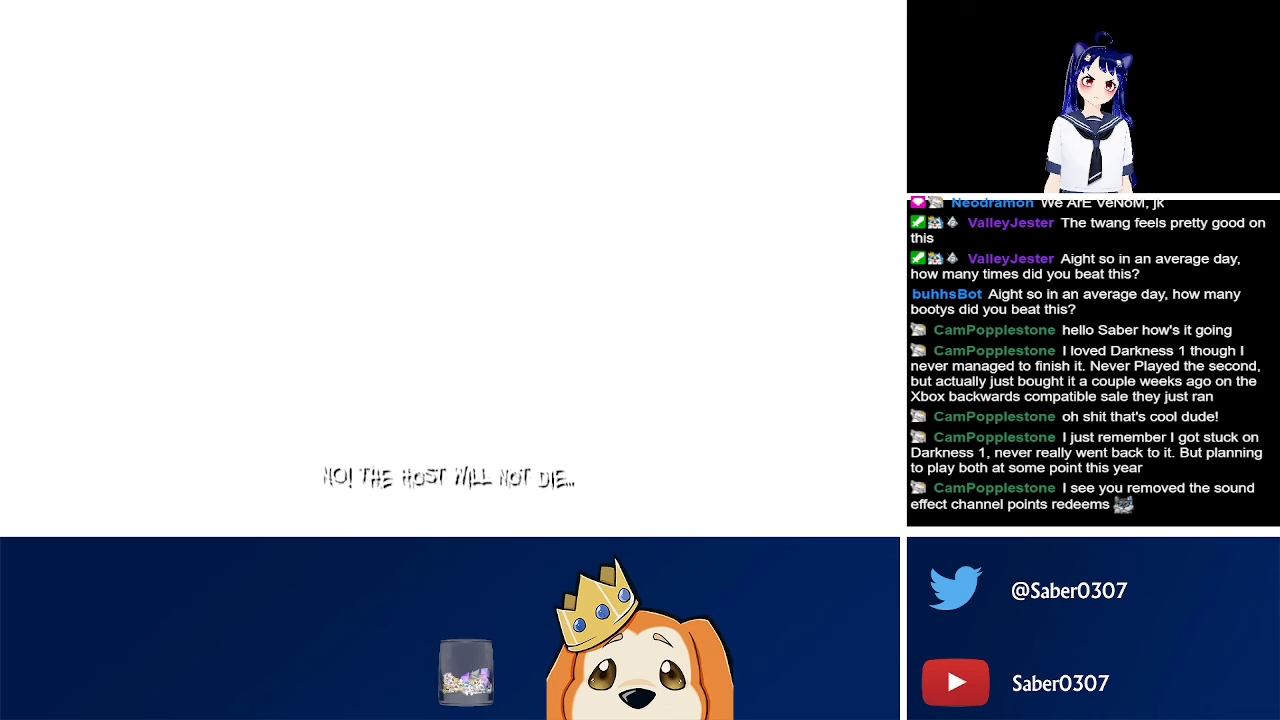 NO! THE HOST WILL NOT DIE...
Neodramon We ArE VeNoM, jk
ValleyJester The twang feels pretty good on
this
ValleyJester Aight so in an average day,
how many times did you beat this?
buhhsBot Aight so in an average day, how many
bootys did you beat this?
CamPopplestone hello Saber how's it going
CamPopplestone I loved Darkness 1 though I
never managed to finish it. Never Played the second,
but actually just bought it a couple weeks ago on the
Xbox backwards compatible sale they just ran
CamPopplestone oh shit that's cool dude!
CamPopplestone I just remember I got stuck on
Darkness 1, never really went back to it. But planning
to play both at some point this year
CamPopplestone I see you removed the sound
effect channel points redeems
@Saber0307
Saber0307